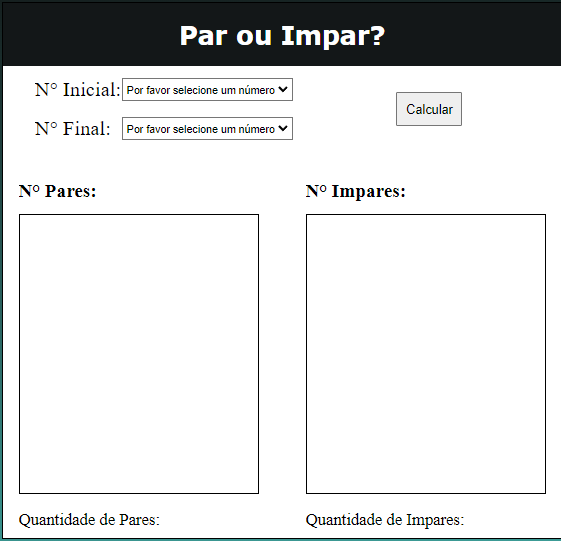 Par ou Impar?
N° Inicial: Por favor selecione um número
Calcular
N° Final: Por favor selecione um número
N° Pares:
N° Impares:
Quantidade de Pares:
Quantidade de Impares: